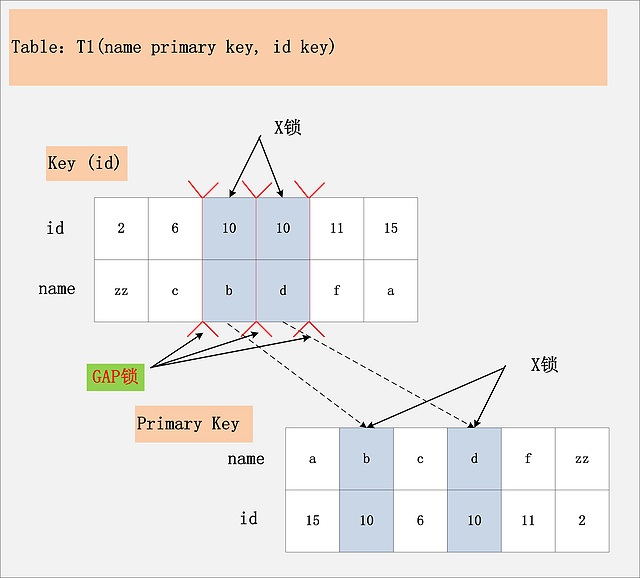 Table: T1(name primary key, id key)
X锁
Key (id)
id 2 6 10 10 11 15
name zz c b d f a
GAP锁
X锁
Primary Key
name a b c d f zz
id 15 10 6 10 11 2